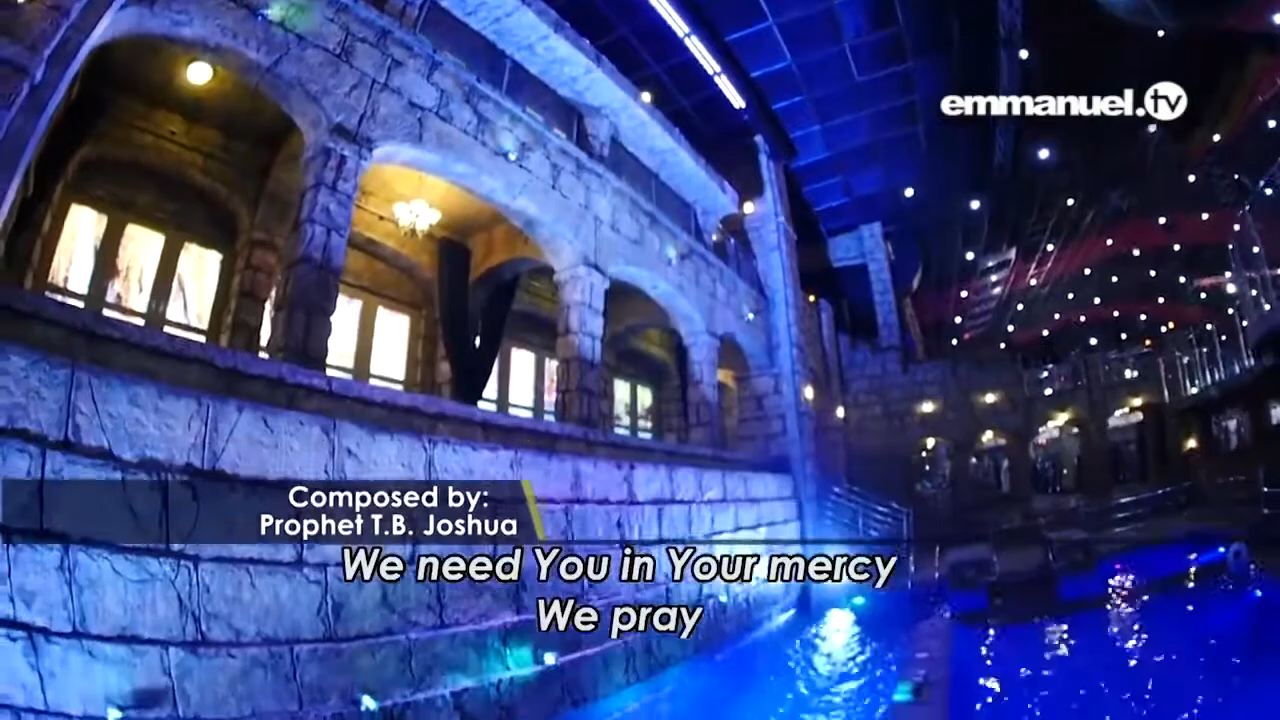 emmanuel.tv
Composed by:
Prophet T.B. Joshua
We need You in Your mercy
We pray